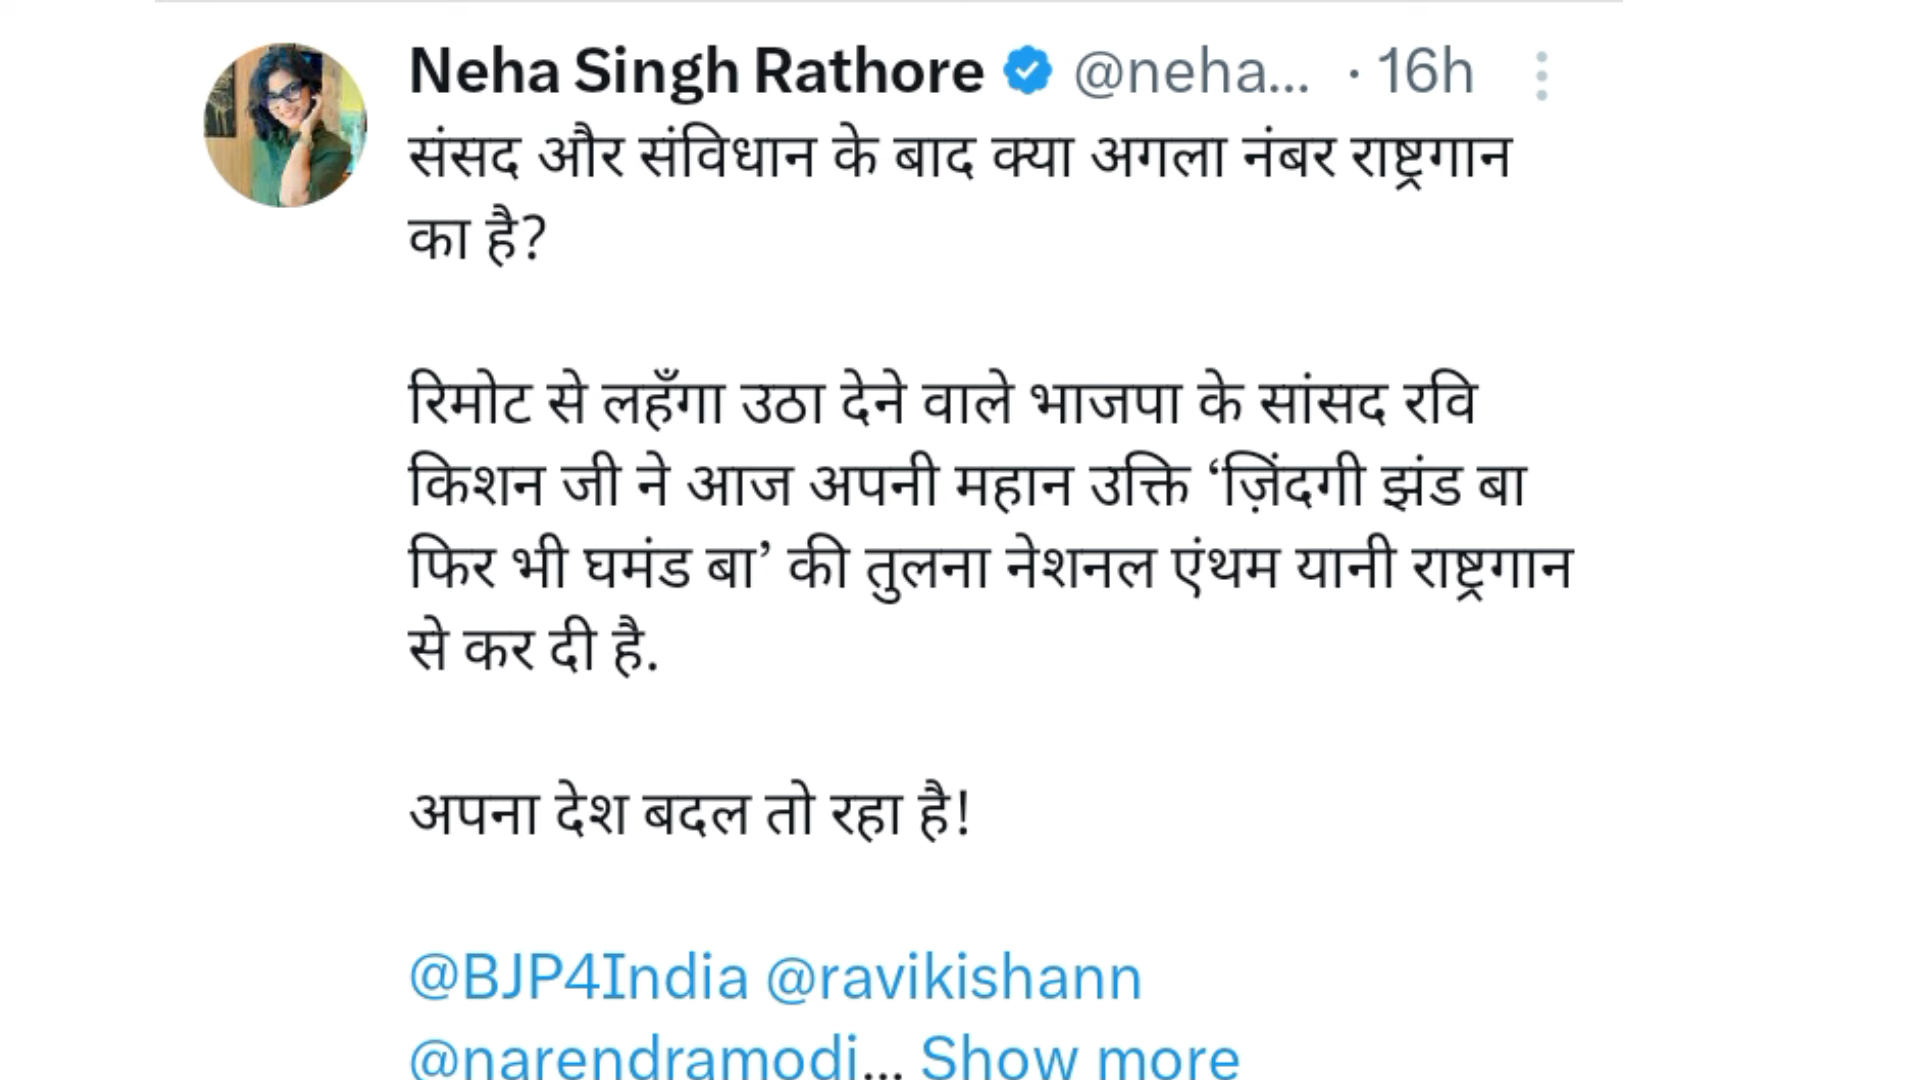 Neha Singh Rathore @neha... · 16h
संसद और संविधान के बाद क्या अगला नंबर राष्ट्रगान
का है?
रिमोट से लहँगा उठा देने वाले भाजपा के सांसद रवि
किशन जी ने आज अपनी महान उक्ति ‘ज़िंदगी झंड बा
फिर भी घमंड बा’ की तुलना नेशनल एंथम यानी राष्ट्रगान
से कर दी है.
अपना देश बदल तो रहा है!
@BJP4India @ravikishann
@narendramodi... Show more